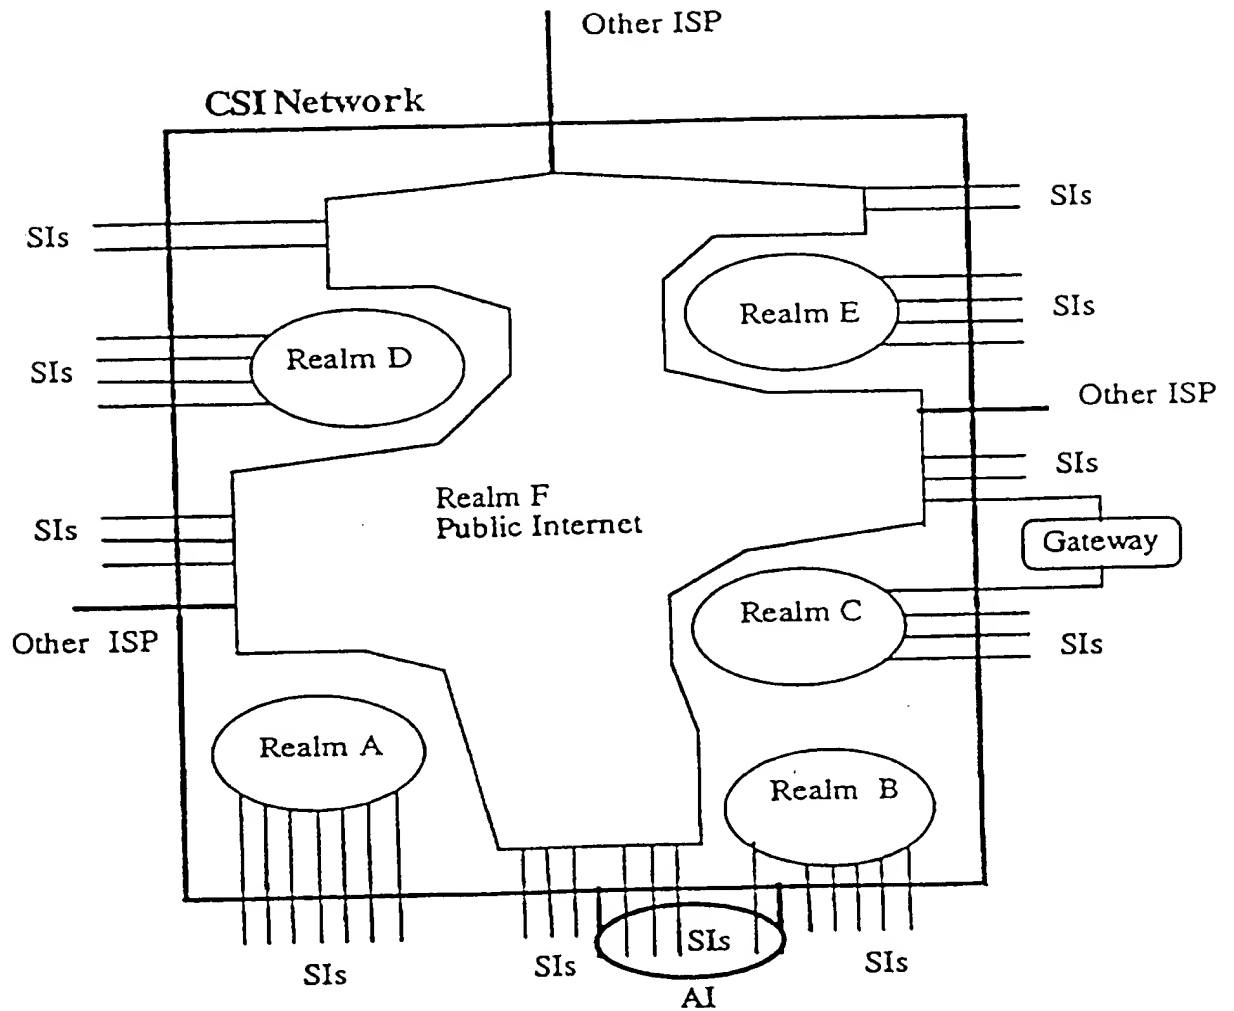 Other ISP
CSI Network
SIs
SIs
Realm E
SIs
Realm D
SIs
Other ISP
SIs
Realm F
Public Internet
SIs
Gateway
Realm C
Other ISP
SIs
Realm A
Realm B
SIs
SIs
SIs
SIs
AI